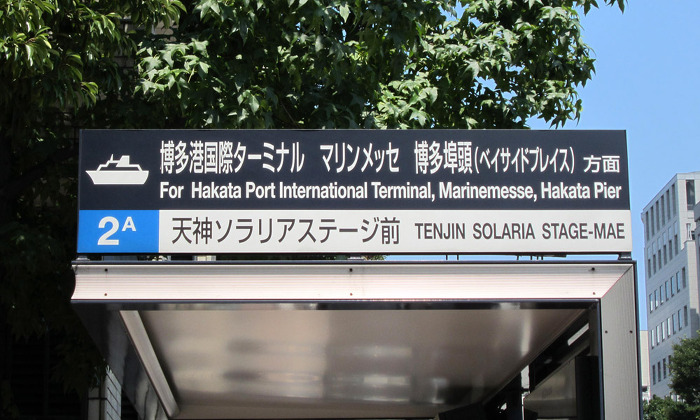 博多港国際ターミナル マリンメッセ 博多埠頭(ベイサイドプレイス) 方面
For Hakata Port International Terminal, Marinemesse, Hakata Pier
2A 天神ソラリアステージ前 TENJIN SOLARIA STAGE-MAE